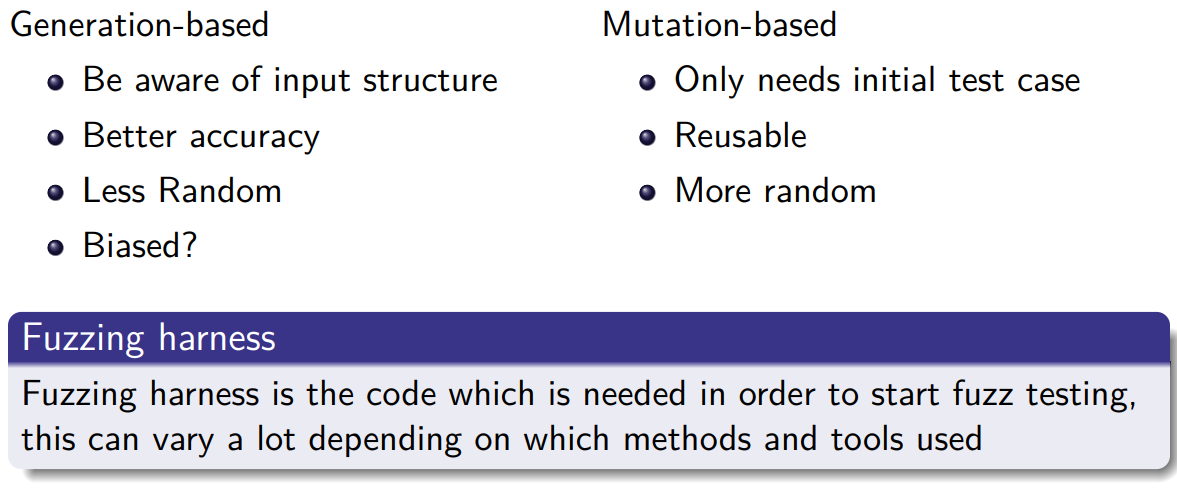 Generation-based
Be aware of input structure
Better accuracy
Less Random
Biased?
Mutation-based
Only needs initial test case
Reusable
More random
Fuzzing harness
Fuzzing harness is the code which is needed in order to start fuzz testing,
this can vary a lot depending on which methods and tools used